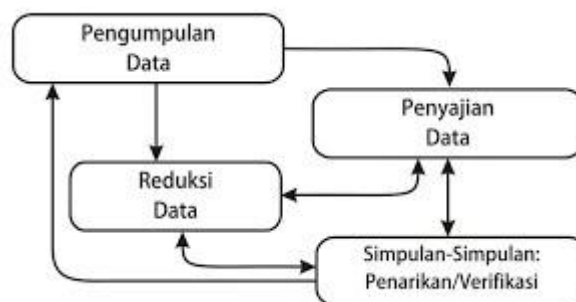 Pengumpulan
Data
Penyajian
Data
Reduksi
Data
Simpulan-Simpulan:
Penarikan/Verifikasi